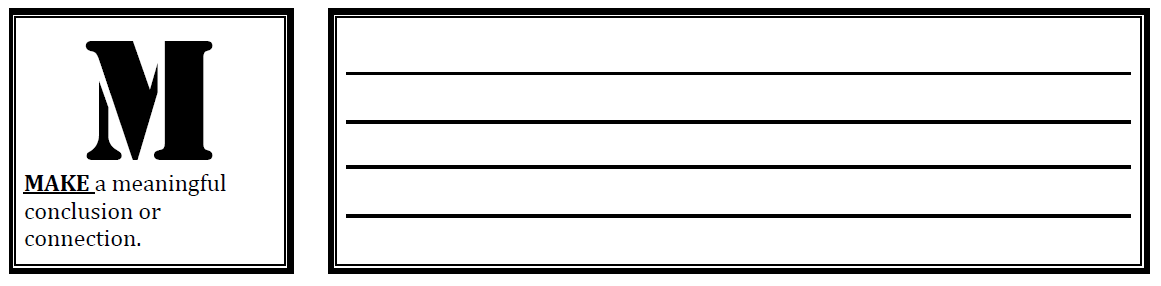 M
MAKE a meaningful
conclusion or
connection.